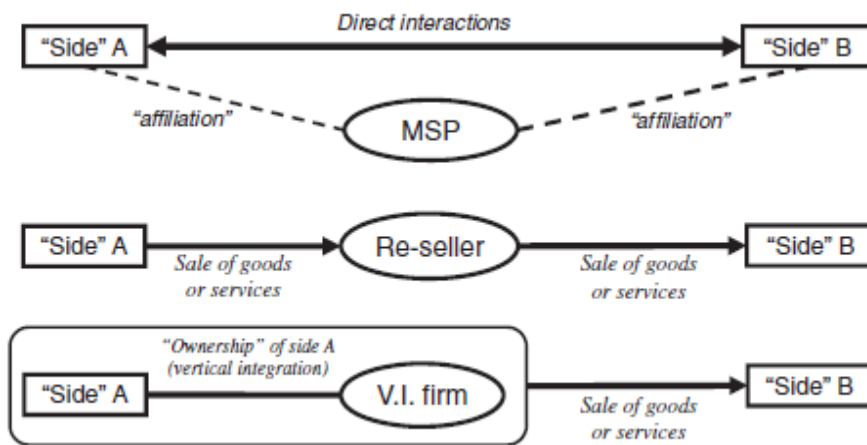 Direct interactions
“Side” A
“Side” B
“affiliation”
MSP
“affiliation”
“Side” A
Re-seller
“Side” B
Sale of goods
or services
Sale of goods
or services
“Ownership” of side A
(vertical integration)
“Side” A
V.I. firm
“Side” B
Sale of goods
or services